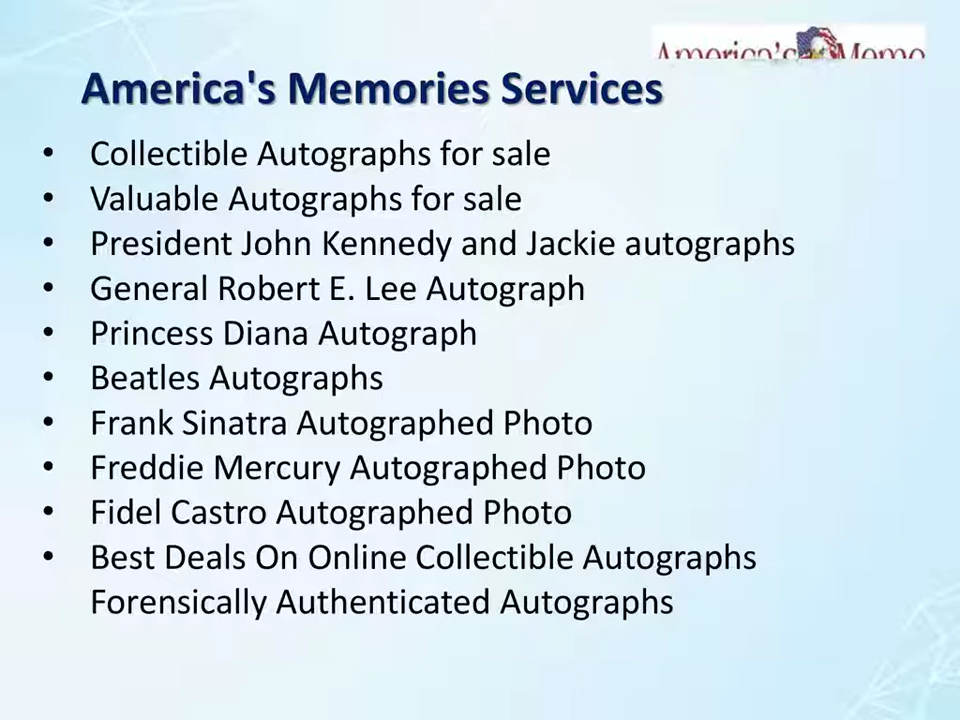 America's Memo
America's Memories Services
• Collectible Autographs for sale
• Valuable Autographs for sale
• President John Kennedy and Jackie autographs
• General Robert E. Lee Autograph
• Princess Diana Autograph
• Beatles Autographs
• Frank Sinatra Autographed Photo
• Freddie Mercury Autographed Photo
• Fidel Castro Autographed Photo
• Best Deals On Online Collectible Autographs
Forensically Authenticated Autographs